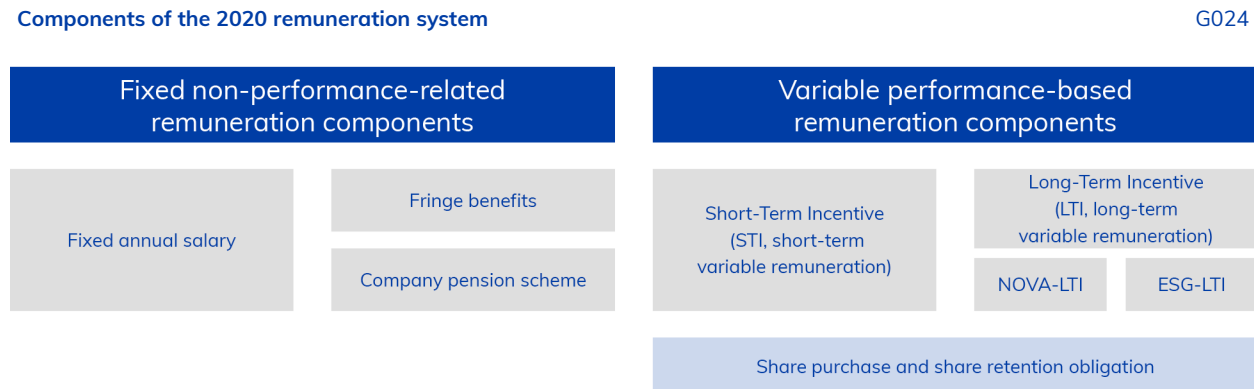 Components of the 2020 remuneration system
G024
Fixed non-performance-related
remuneration components
Variable performance-based
remuneration components
Fixed annual salary
Fringe benefits
Company pension scheme
Short-Term Incentive
(STI, short-term
variable remuneration)
Long-Term Incentive
(LTI, long-term
variable remuneration)
NOVA-LTI
ESG-LTI
Share purchase and share retention obligation